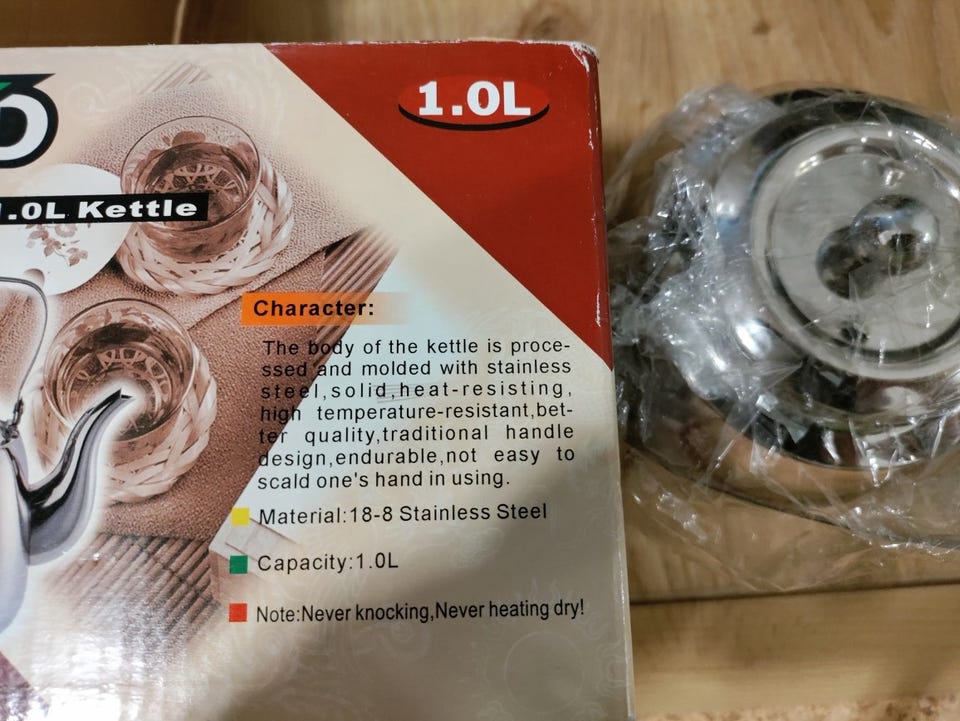 1.0L
1.0L Kettle
Character:
The body of the kettle is proce-
ssed and molded with stainless
steel,solid,heat-resisting,
high temperature-resistant,bet-
ter quality,traditional handle
design,endurable,not easy to
scald one's hand in using.
Material:18-8 Stainless Steel
Capacity:1.0L
Note:Never knocking,Never heating dry!